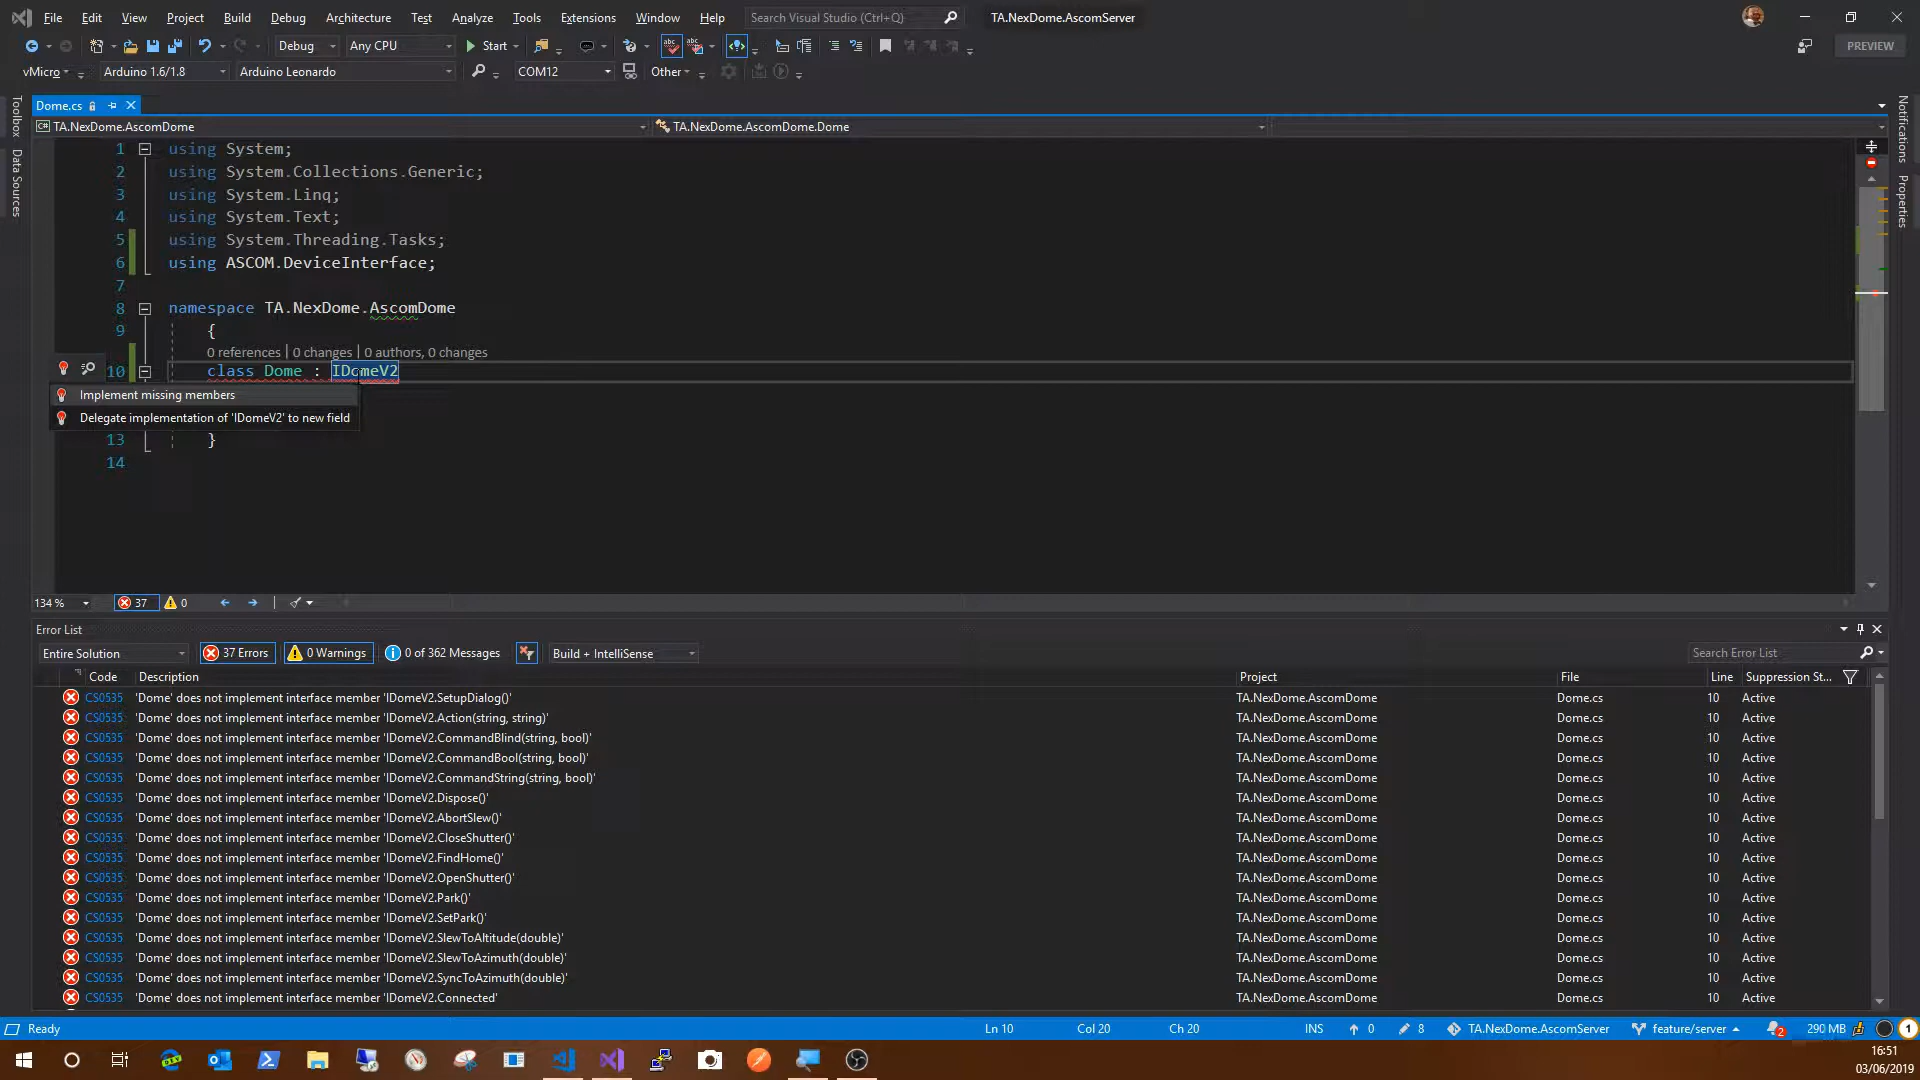 File Edit View Project Build Debug Architecture Test Analyze Tools Extensions Window Help Search Visual Studio (Ctrl+Q) TA.NexDome.AscomServer
Debug Any CPU Start PREVIEW
vMicro Arduino 1.6/1.8 Arduino Leonardo COM12 Other
Toolbox
Data Sources
Notifications
Properties
Dome.cs
TA.NexDome.AscomDome TA.NexDome.AscomDome.Dome
1 using System;
2 using System.Collections.Generic;
3 using System.Linq;
4 using System.Text;
5 using System.Threading.Tasks;
6 using ASCOM.DeviceInterface;
7
8 namespace TA.NexDome.AscomDome
9 {
0 references | 0 changes | 0 authors, 0 changes
10 class Dome : IDomeV2
Implement missing members
Delegate implementation of 'IDomeV2' to new field
13 }
14
134 % 37 0
Error List
Entire Solution 37 Errors 0 Warnings 0 of 362 Messages Build + IntelliSense Search Error List
Code Description Project File Line Suppression St...
CS0535 'Dome' does not implement interface member 'IDomeV2.SetupDialog()' TA.NexDome.AscomDome Dome.cs 10 Active
CS0535 'Dome' does not implement interface member 'IDomeV2.Action(string, string)' TA.NexDome.AscomDome Dome.cs 10 Active
CS0535 'Dome' does not implement interface member 'IDomeV2.CommandBlind(string, bool)' TA.NexDome.AscomDome Dome.cs 10 Active
CS0535 'Dome' does not implement interface member 'IDomeV2.CommandBool(string, bool)' TA.NexDome.AscomDome Dome.cs 10 Active
CS0535 'Dome' does not implement interface member 'IDomeV2.CommandString(string, bool)' TA.NexDome.AscomDome Dome.cs 10 Active
CS0535 'Dome' does not implement interface member 'IDomeV2.Dispose()' TA.NexDome.AscomDome Dome.cs 10 Active
CS0535 'Dome' does not implement interface member 'IDomeV2.AbortSlew()' TA.NexDome.AscomDome Dome.cs 10 Active
CS0535 'Dome' does not implement interface member 'IDomeV2.CloseShutter()' TA.NexDome.AscomDome Dome.cs 10 Active
CS0535 'Dome' does not implement interface member 'IDomeV2.FindHome()' TA.NexDome.AscomDome Dome.cs 10 Active
CS0535 'Dome' does not implement interface member 'IDomeV2.OpenShutter()' TA.NexDome.AscomDome Dome.cs 10 Active
CS0535 'Dome' does not implement interface member 'IDomeV2.Park()' TA.NexDome.AscomDome Dome.cs 10 Active
CS0535 'Dome' does not implement interface member 'IDomeV2.SetPark()' TA.NexDome.AscomDome Dome.cs 10 Active
CS0535 'Dome' does not implement interface member 'IDomeV2.SlewToAltitude(double)' TA.NexDome.AscomDome Dome.cs 10 Active
CS0535 'Dome' does not implement interface member 'IDomeV2.SlewToAzimuth(double)' TA.NexDome.AscomDome Dome.cs 10 Active
CS0535 'Dome' does not implement interface member 'IDomeV2.SyncToAzimuth(double)' TA.NexDome.AscomDome Dome.cs 10 Active
CS0535 'Dome' does not implement interface member 'IDomeV2.Connected' TA.NexDome.AscomDome Dome.cs 10 Active
Ready Ln 10 Col 20 Ch 20 INS 0 8 TA.NexDome.AscomServer feature/server 2 290 MB 1
16:51
03/06/2019